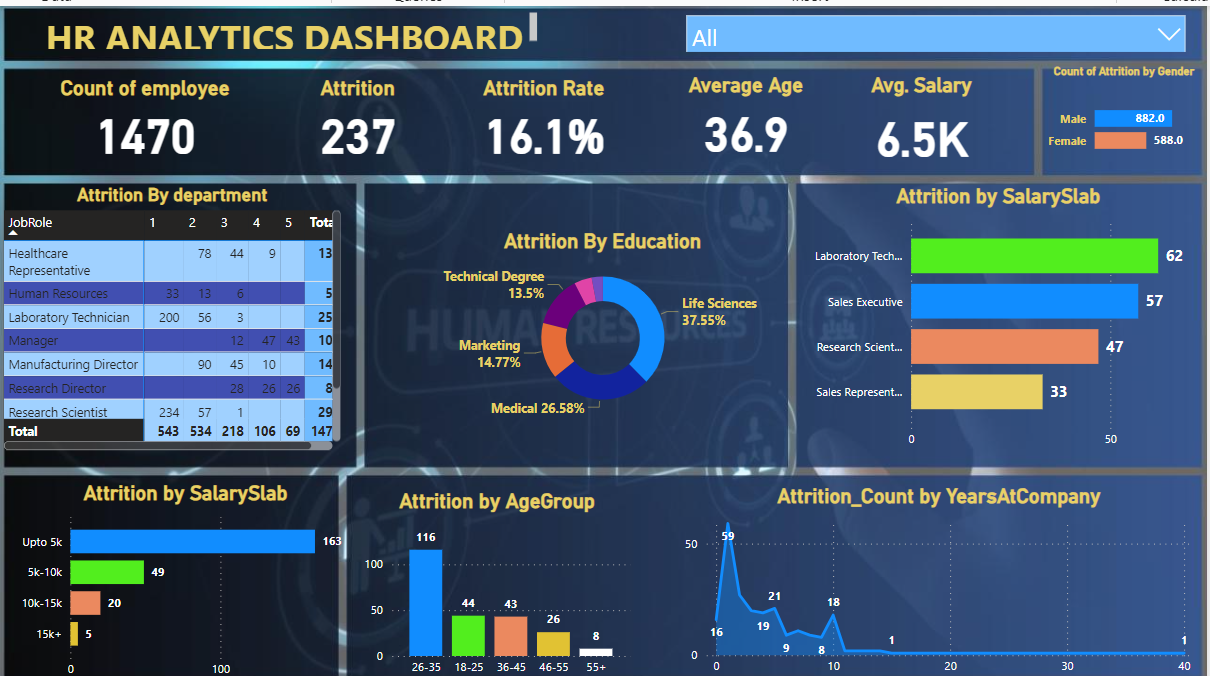 HR ANALYTICS DASHBOARD
All
Count of employee
1470
Attrition
237
Attrition Rate
16.1%
Average Age
36.9
Avg. Salary
6.5K
Count of Attrition by Gender
Male 882.0
Female 588.0
Attrition By department
JobRole 1 2 3 4 5
Healthcare 78 44 9 13
Representative
Human Resources 33 13 6 5
Laboratory Technician 200 56 3 25
Manager 12 47 43 10
Manufacturing Director 90 45 10 14
Research Director 28 26 26 8
Research Scientist 234 57 1 29
Total 543 534 218 106 69 147
Attrition By Education
Technical Degree
13.5%
Life Sciences
37.55%
Marketing
14.77%
Medical 26.58%
HUMAN RESOURCES
Attrition by SalarySlab
Laboratory Tech... 62
Sales Executive 57
Research Scient... 47
Sales Represent... 33
0 50
Attrition by SalarySlab
Upto 5k 163
5k-10k 49
10k-15k 20
15k+ 5
0 100
Attrition by AgeGroup
116
100
44 43
50
26
8
0
26-35 18-25 36-45 46-55 55+
Attrition_Count by YearsAtCompany
59
50
21
18
16 19
9 8
1 1
0
0 10 20 30 40